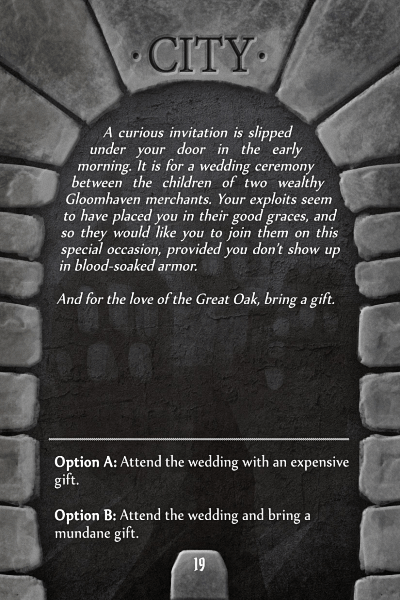 · CITY ·
A curious invitation is slipped
under your door in the early
morning. It is for a wedding ceremony
between the children of two wealthy
Gloomhaven merchants. Your exploits seem
to have placed you in their good graces, and
so they would like you to join them on this
special occasion, provided you don't show up
in blood-soaked armor.
And for the love of the Great Oak, bring a gift.
Option A: Attend the wedding with an expensive
gift.
Option B: Attend the wedding and bring a
mundane gift.
19